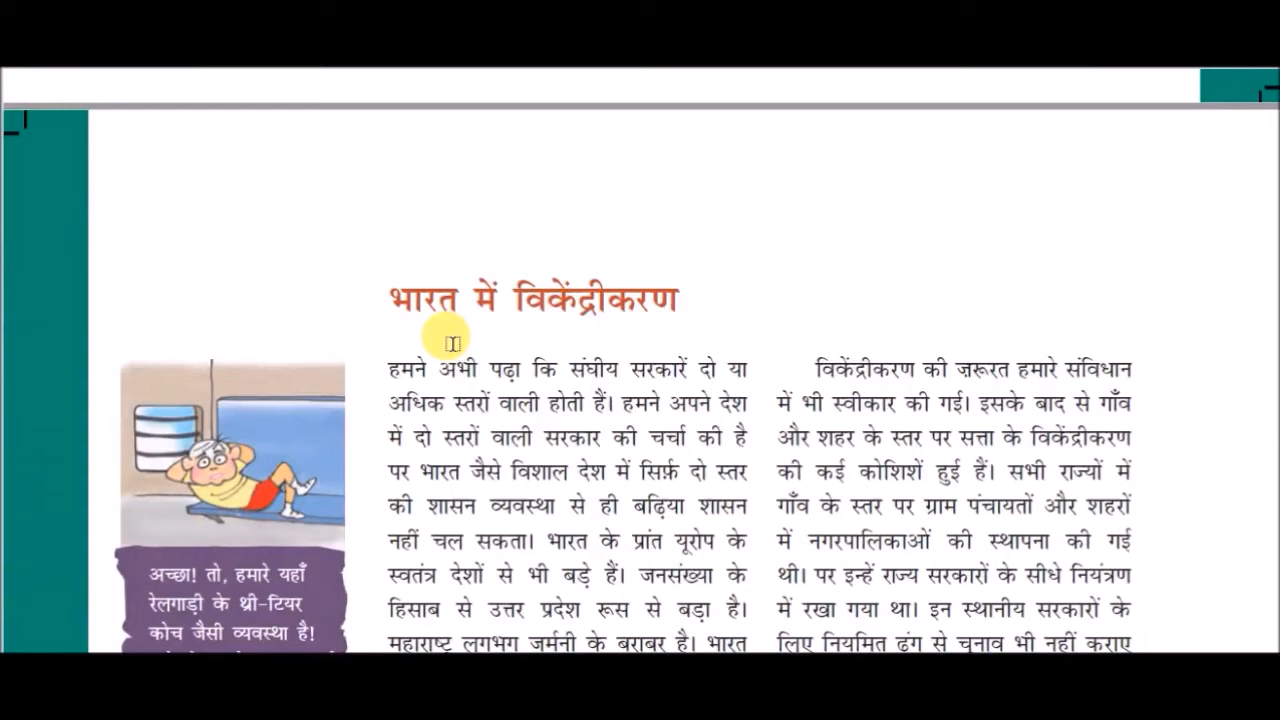 भारत में विकेंद्रीकरण
हमने अभी पढ़ा कि संघीय सरकारें दो या
अधिक स्तरों वाली होती हैं। हमने अपने देश
में दो स्तरों वाली सरकार की चर्चा की है
पर भारत जैसे विशाल देश में सिर्फ़ दो स्तर
की शासन व्यवस्था से ही बढ़िया शासन
नहीं चल सकता। भारत के प्रांत यूरोप के
स्वतंत्र देशों से भी बड़े हैं। जनसंख्या के
हिसाब से उत्तर प्रदेश रूस से बड़ा है।
महाराष्ट्र लगभग जर्मनी के बराबर है। भारत
विकेंद्रीकरण की ज़रूरत हमारे संविधान
में भी स्वीकार की गई। इसके बाद से गाँव
और शहर के स्तर पर सत्ता के विकेंद्रीकरण
की कई कोशिशें हुई हैं। सभी राज्यों में
गाँव के स्तर पर ग्राम पंचायतों और शहरों
में नगरपालिकाओं की स्थापना की गई
थी। पर इन्हें राज्य सरकारों के सीधे नियंत्रण
में रखा गया था। इन स्थानीय सरकारों के
लिए नियमित ढंग से चुनाव भी नहीं कराए
अच्छा! तो, हमारे यहाँ
रेलगाड़ी के थ्री-टियर
कोच जैसी व्यवस्था है!